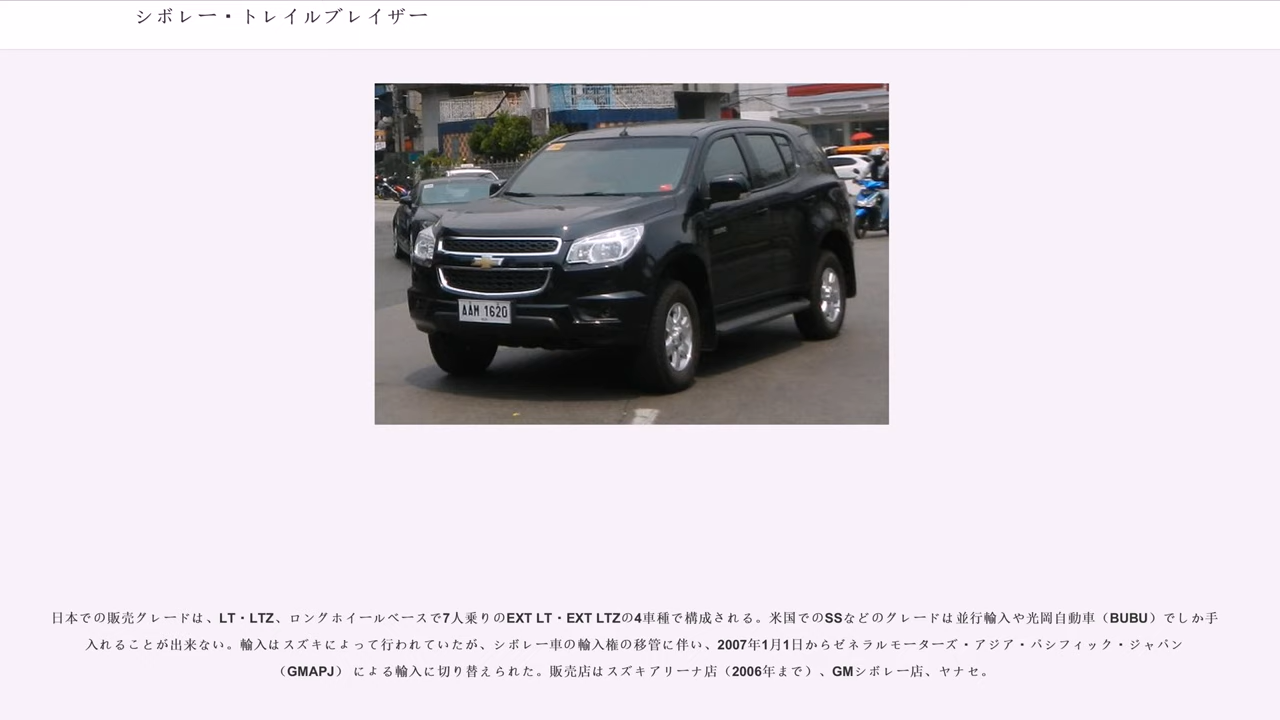 シボレー・トレイルブレイザー
AAM 1620
日本での販売グレードは、LT・LTZ、ロングホイールベースで7人乗りのEXT LT・EXT LTZの4車種で構成される。米国でのSSなどのグレードは並行輸入や光岡自動車（BUBU）でしか手
入れることが出来ない。輸入はスズキによって行われていたが、シボレー車の輸入権の移管に伴い、2007年1月1日からゼネラルモーターズ・アジア・パシフィック・ジャパン
（GMAPJ） による輸入に切り替えられた。販売店はスズキアリーナ店（2006年まで）、GMシボレー店、ヤナセ。